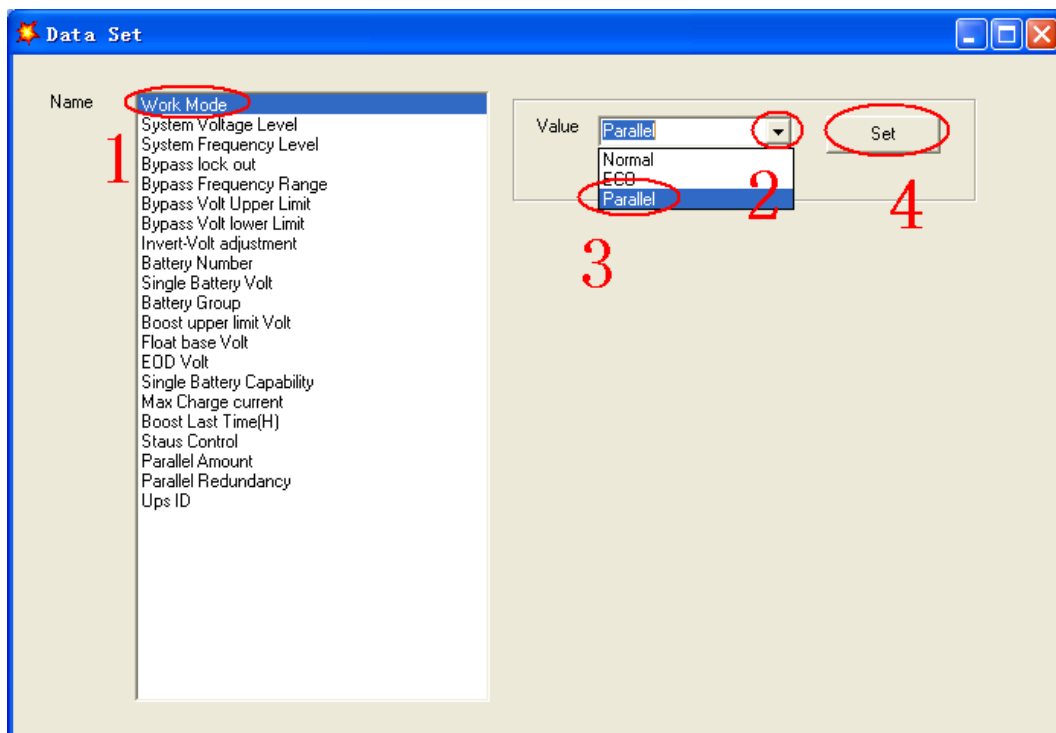 Data Set
Name
Work Mode
System Voltage Level
System Frequency Level
Bypass lock out
Bypass Frequency Range
Bypass Volt Upper Limit
Bypass Volt lower Limit
Invert-Volt adjustment
Battery Number
Single Battery Volt
Battery Group
Boost upper limit Volt
Float base Volt
EOD Volt
Single Battery Capability
Max Charge current
Boost Last Time(H)
Staus Control
Parallel Amount
Parallel Redundancy
Ups ID
1
Value
Parallel
Normal
ECO
Parallel
Set
2
3
4